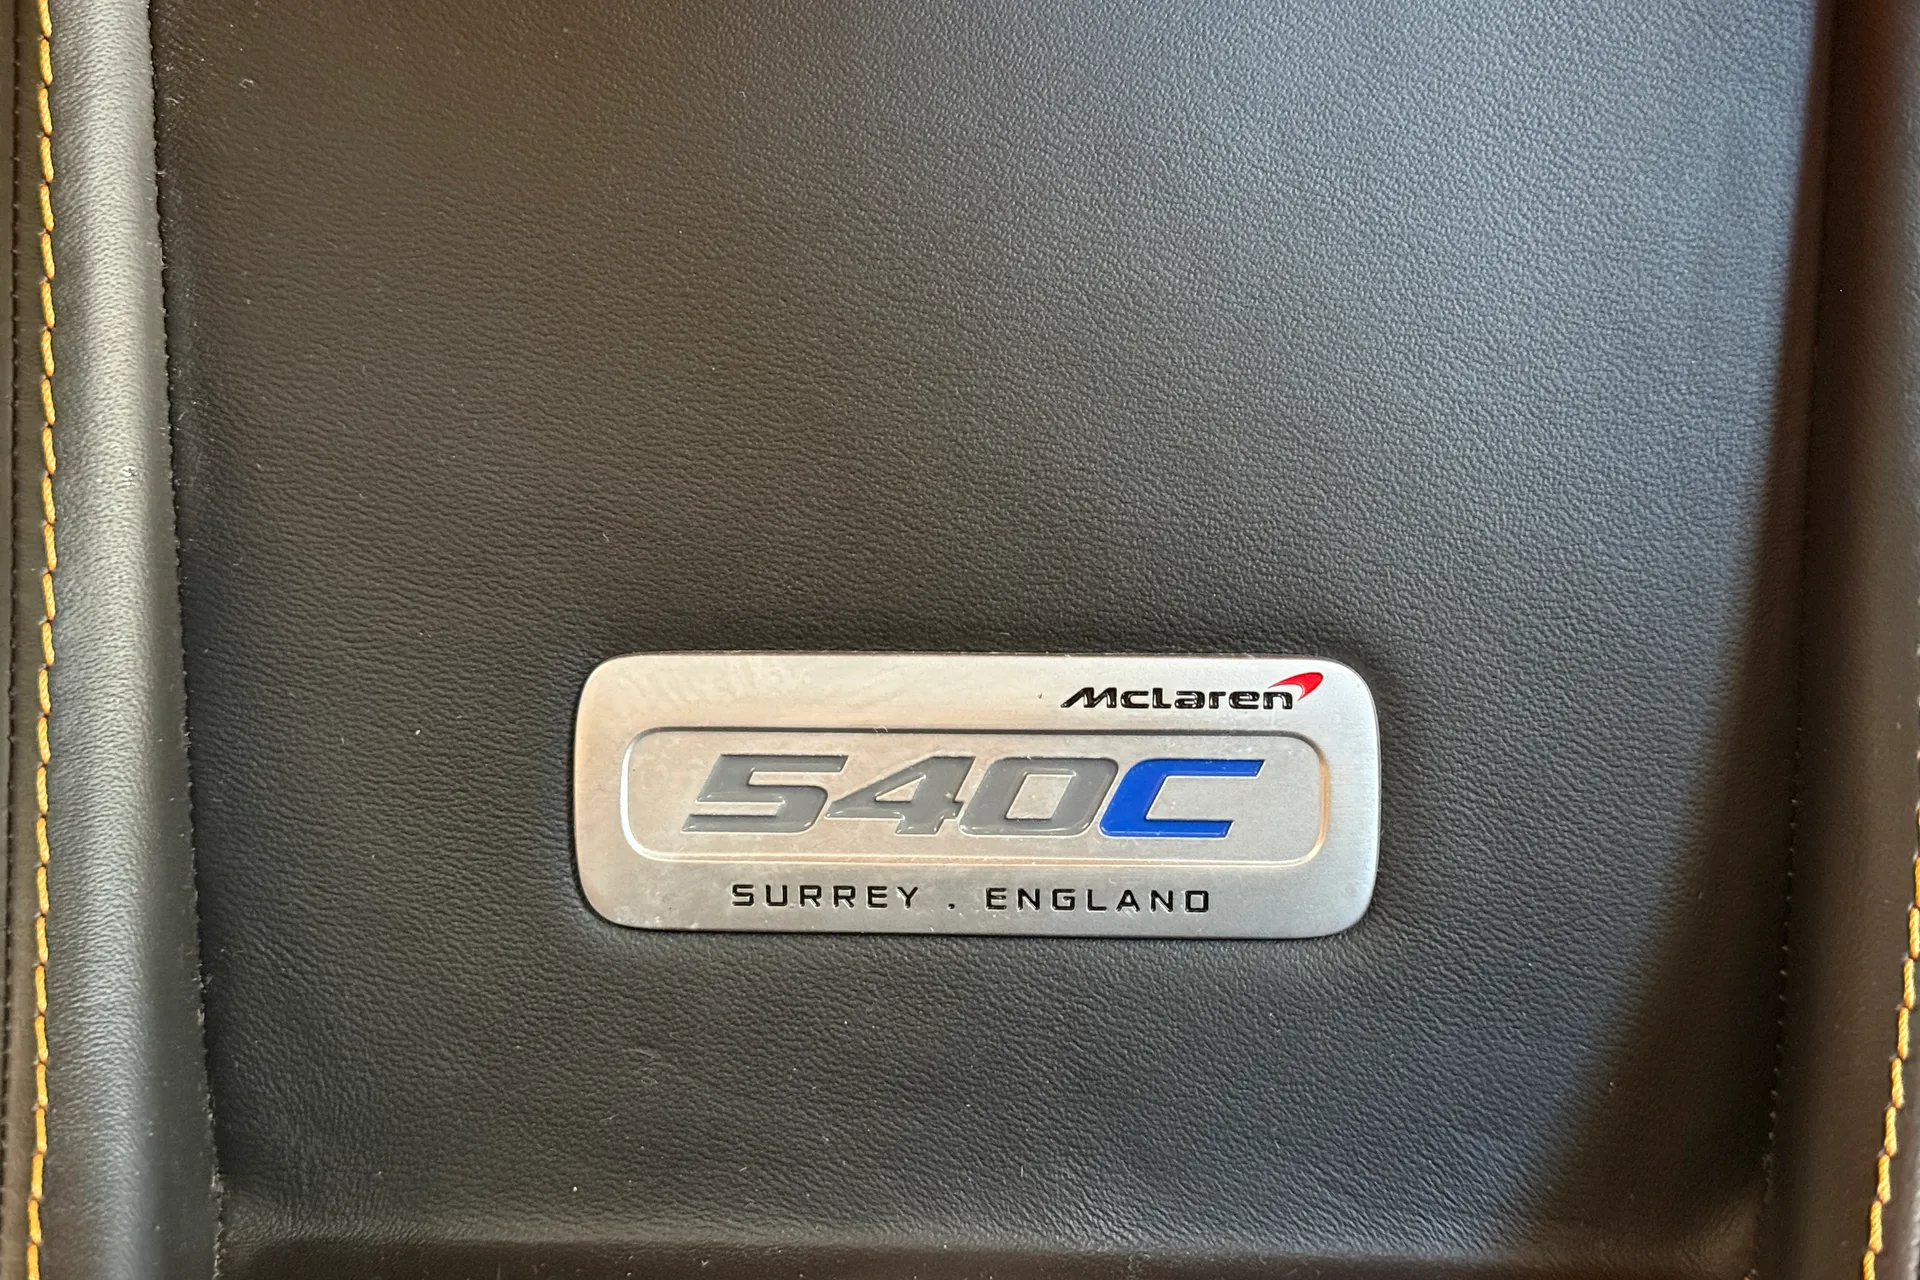 McLaren
540C
SURREY . ENGLAND